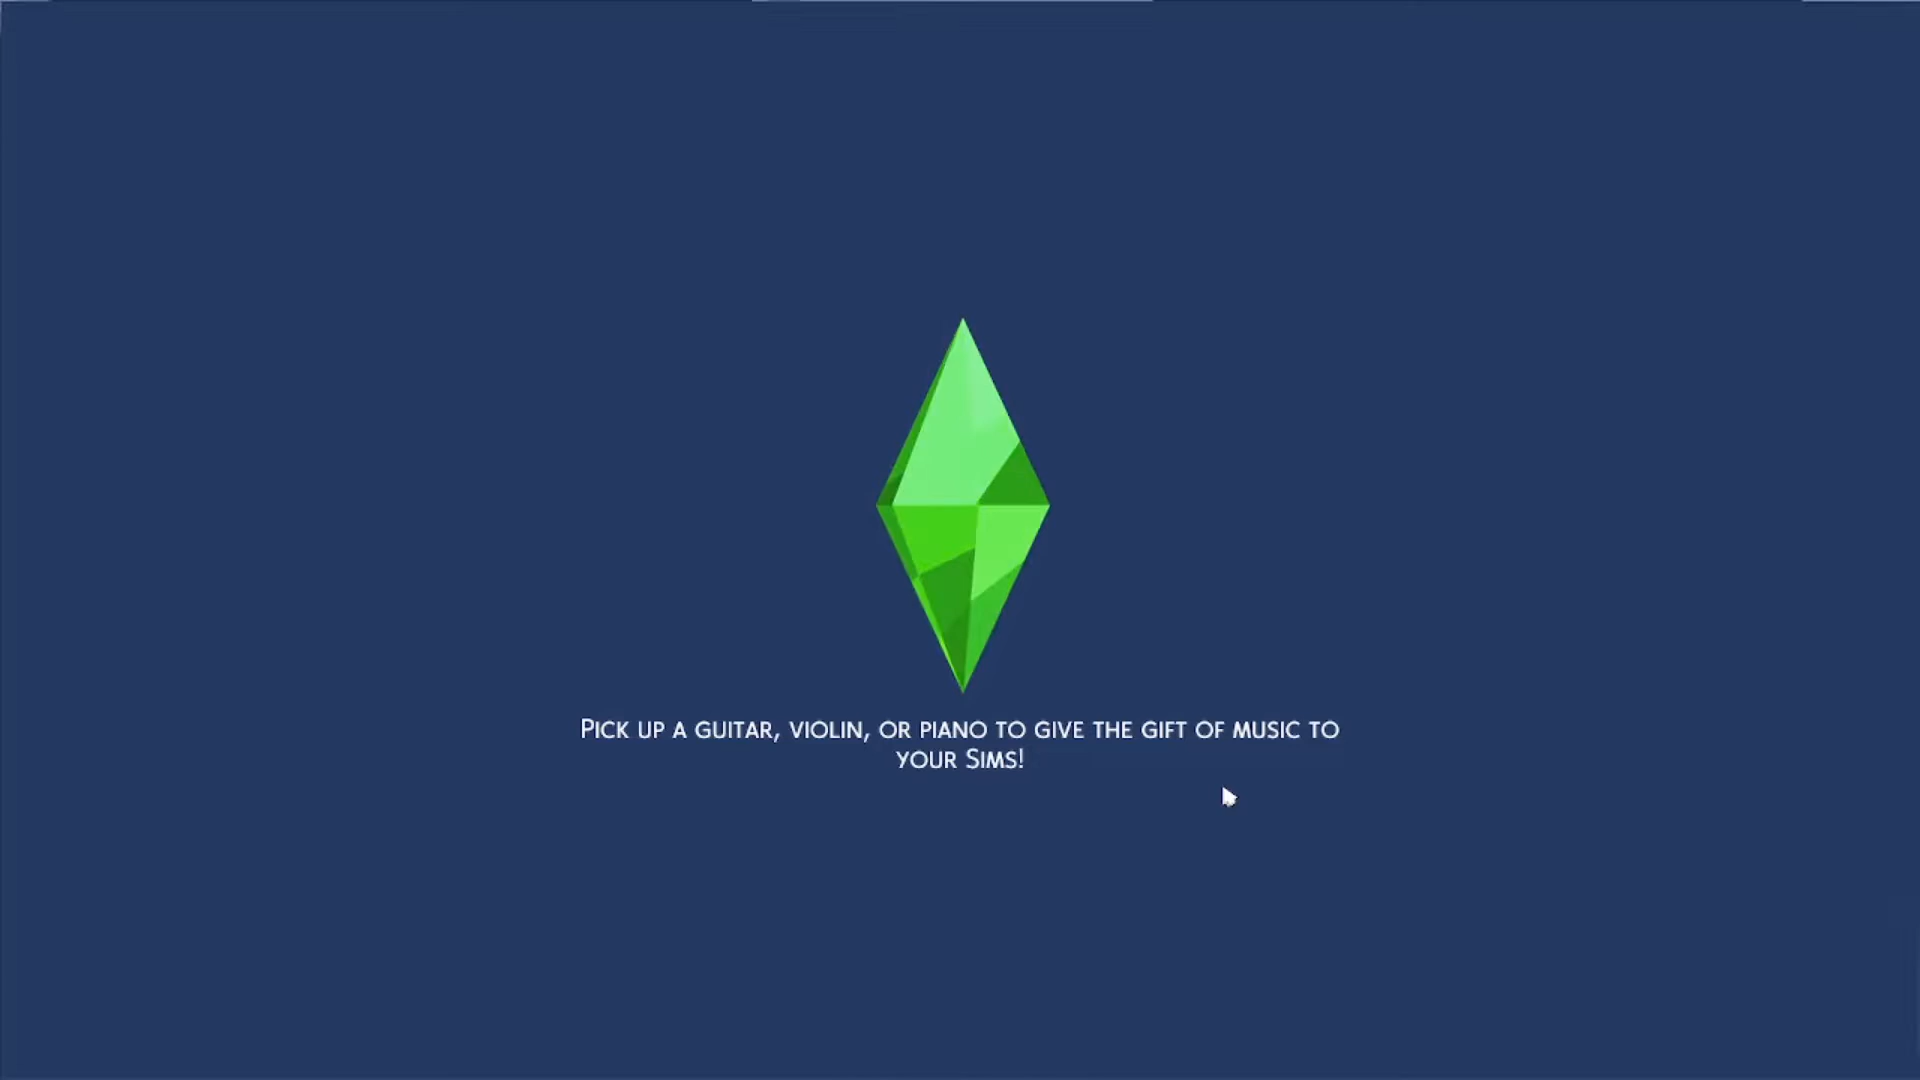 Pick up a guitar, violin, or piano to give the gift of music to
your Sims!